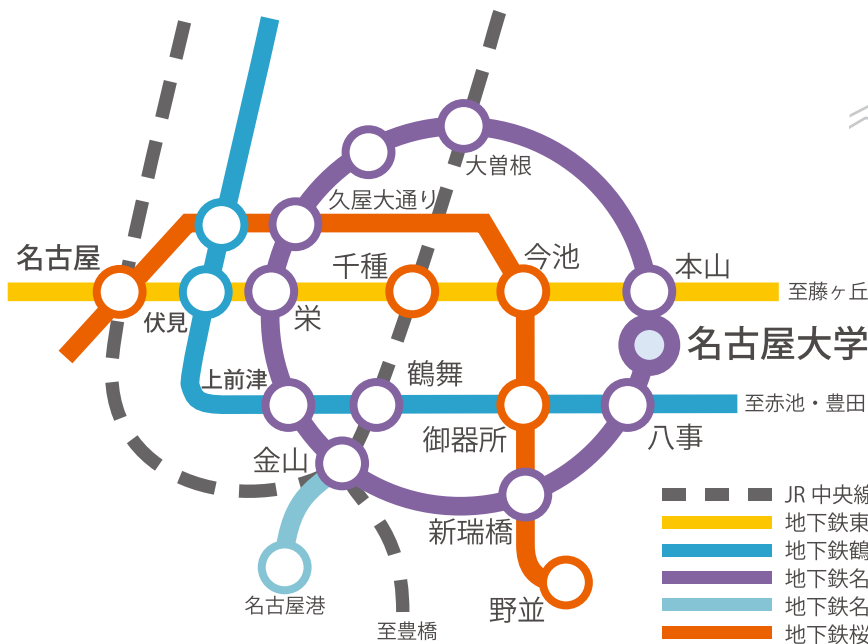 大曽根
久屋大通り
名古屋
千種
今池
本山
至藤ヶ丘
伏見
栄
名古屋大学
上前津
鶴舞
至赤池・豊田
御器所
八事
金山
新瑞橋
名古屋港
野並
至豊橋
JR 中央線
地下鉄東
地下鉄鶴
地下鉄名
地下鉄名
地下鉄桜